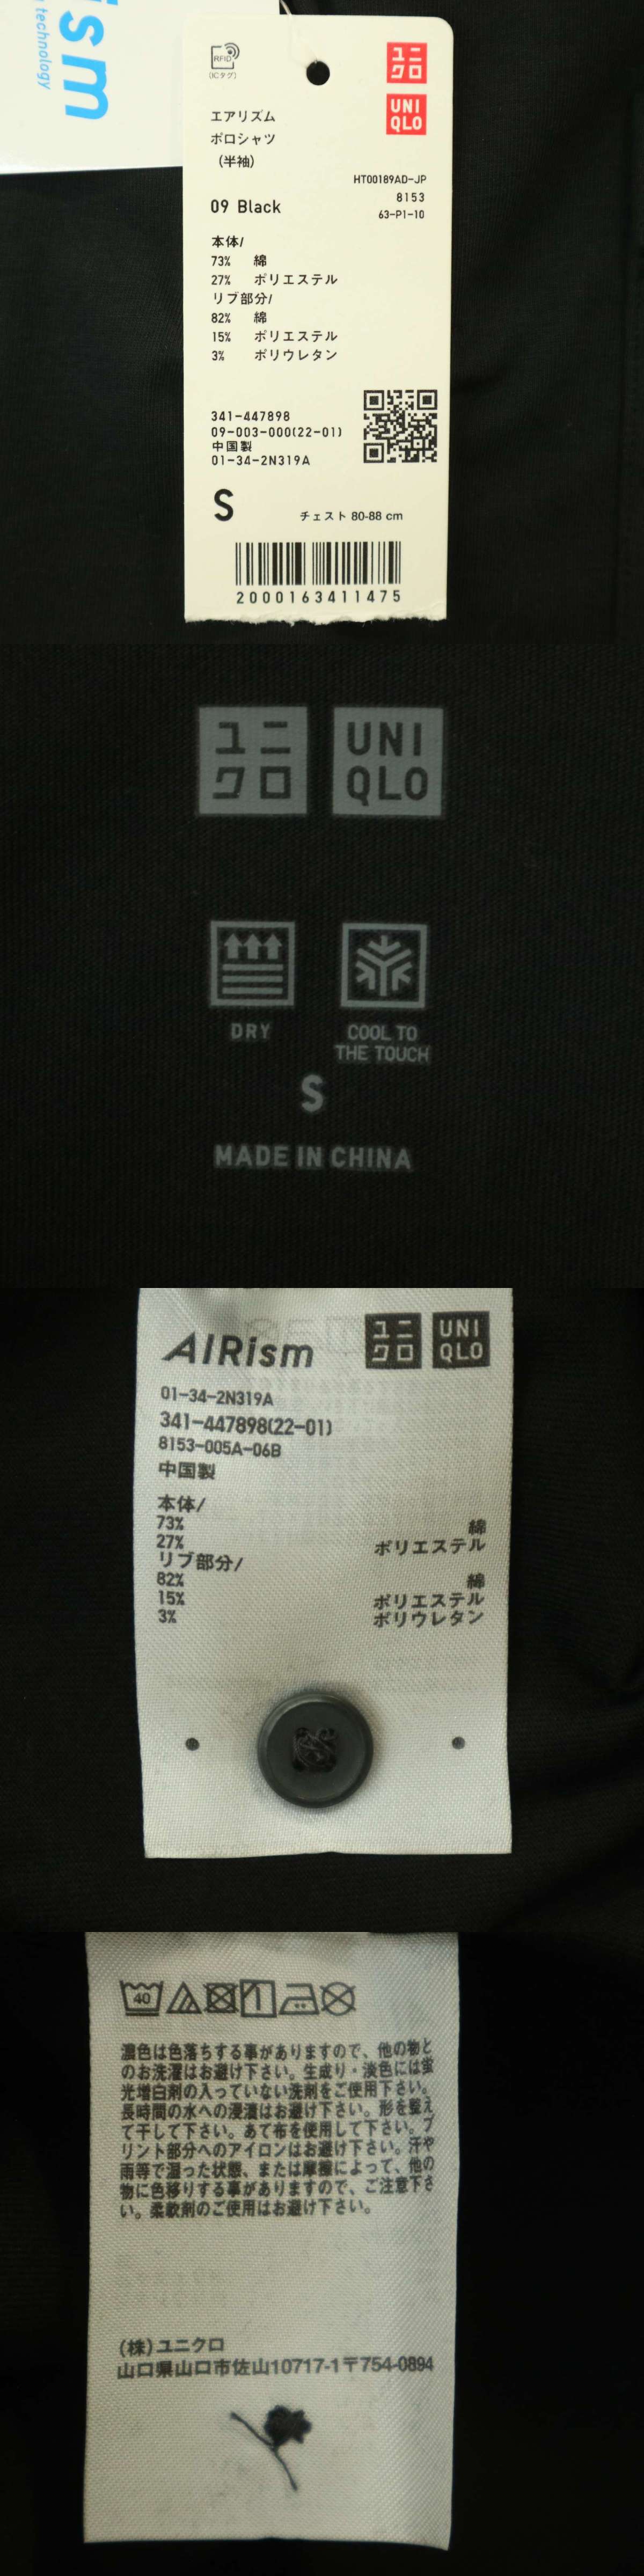 ism
technology
RFID
(ICタグ)
ユニ
クロ
UNI
QLO
エアリズム
ポロシャツ
(半袖)
HT00189AD-JP
8153
63-P1-10
09 Black
本体/
73% 綿
27% ポリエステル
リブ部分/
82% 綿
15% ポリエステル
3% ポリウレタン
341-447898
09-003-000(22-01)
中国製
01-34-2N319A
S
チェスト 80-88 cm
2000163411475
ユニ
クロ
UNI
QLO
DRY
COOL TO
THE TOUCH
S
MADE IN CHINA
AIRism
ユニ
クロ
UNI
QLO
01-34-2N319A
341-447898(22-01)
8153-005A-06B
中国製
本体/
73% 綿
27% ポリエステル
リブ部分/
82% 綿
15% ポリエステル
3% ポリウレタン
40
濃色は色落ちする事がありますので、他の物と
のお洗濯はお避け下さい。生成り・淡色には蛍
光増白剤の入っていない洗剤をご使用下さい。
長時間の水への浸漬はお避け下さい。形を整え
て干して下さい。あて布を使用して下さい。プ
リント部分へのアイロンはお避け下さい。汗や
雨等で湿った状態、または摩擦によって、他の
物に色移りする事がありますので、ご注意下さ
い。柔軟剤のご使用はお避け下さい。
(株)ユニクロ
山口県山口市佐山10717-1〒754-0894